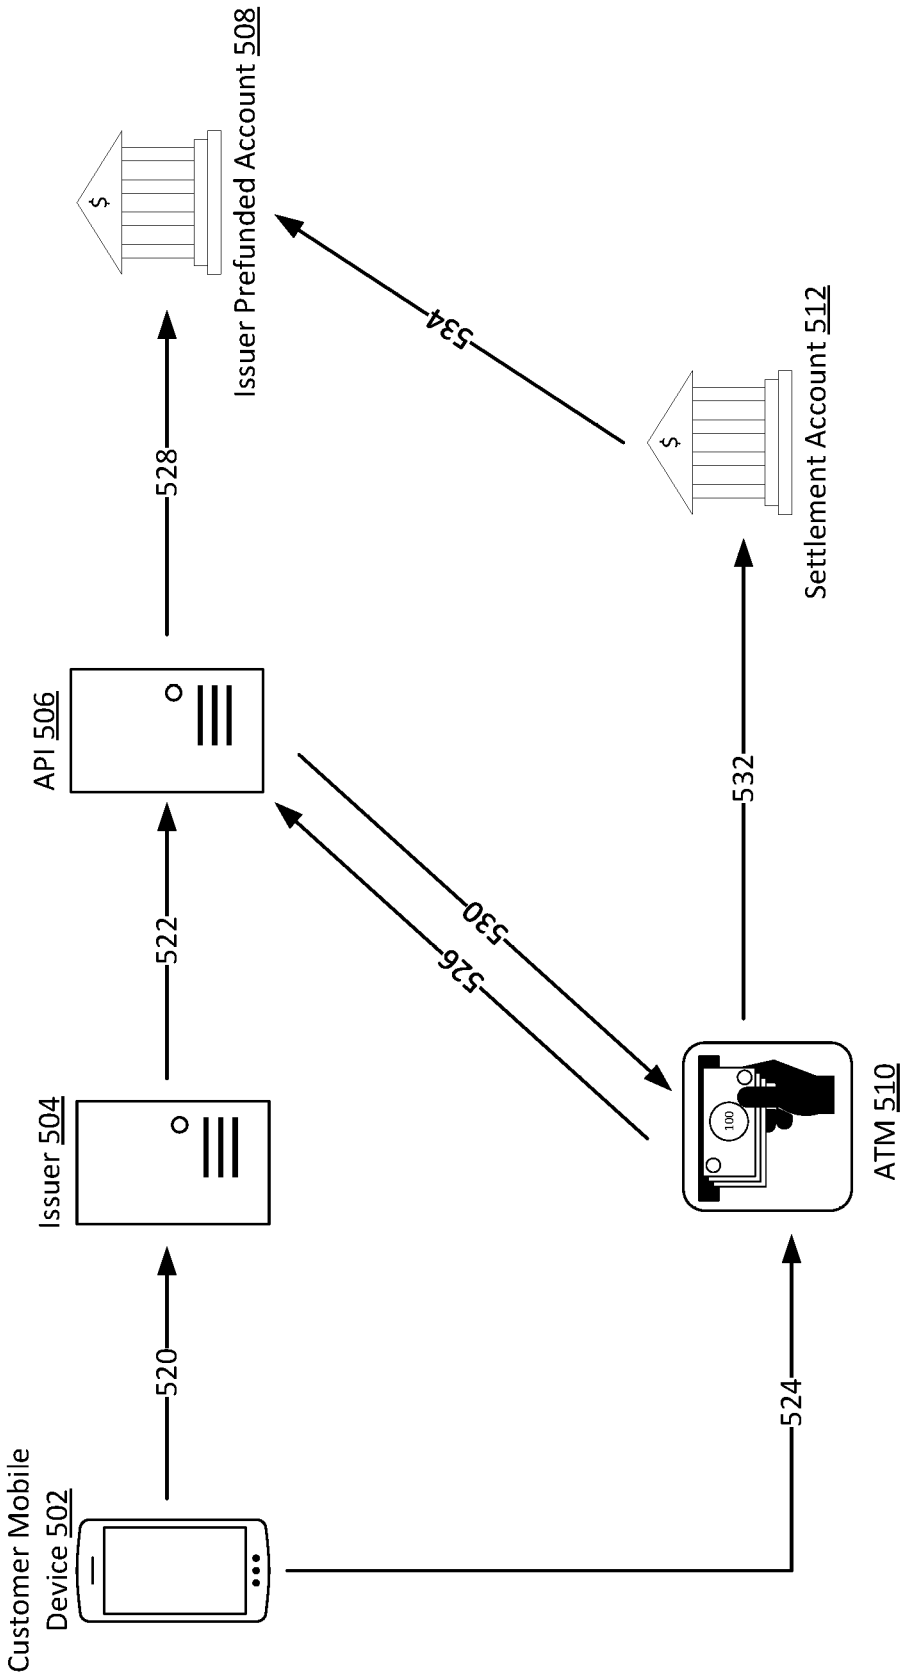 Customer Mobile
Device 502
520
Issuer 504
522
API 506
528
Issuer Prefunded Account 508
$
526
530
534
524
100
ATM 510
532
$
Settlement Account 512